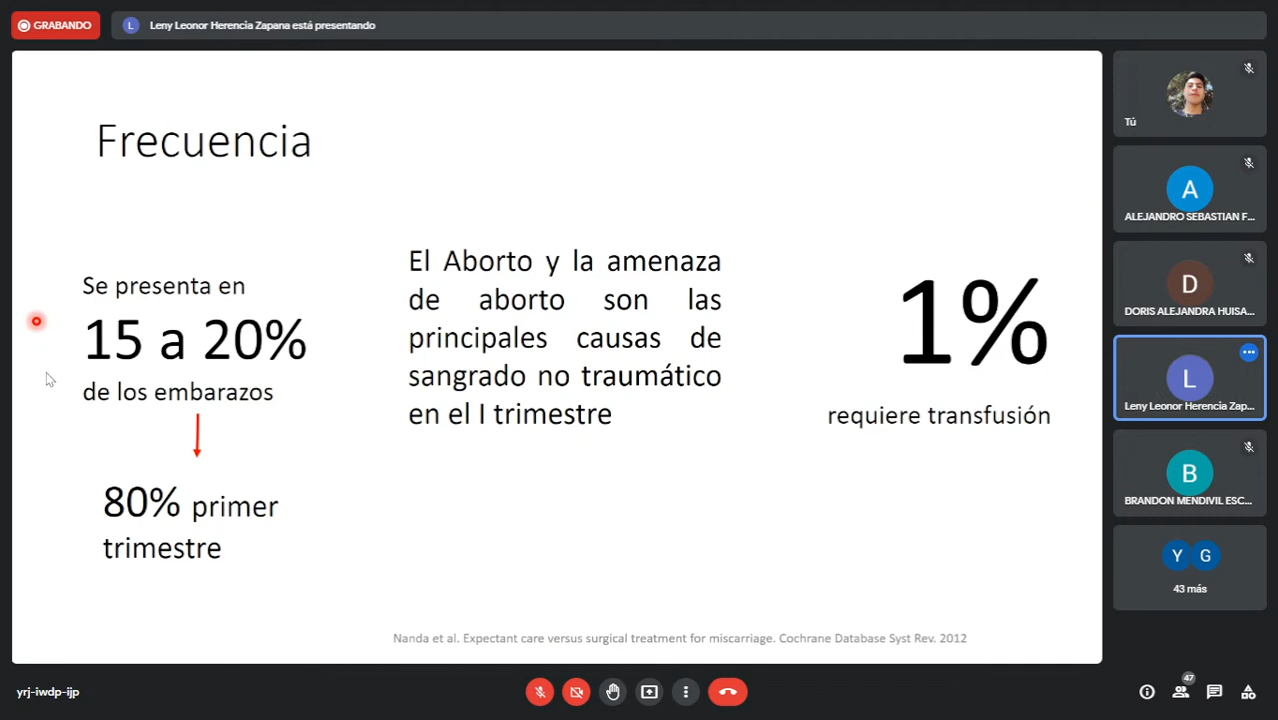 GRABANDO
L
Leny Leonor Herencia Zapana está presentando
Frecuencia
Se presenta en
15 a 20%
de los embarazos
80% primer
trimestre
El Aborto y la amenaza
de aborto son las
principales causas de
sangrado no traumático
en el I trimestre
1%
requiere transfusión
Nanda et al. Expectant care versus surgical treatment for miscarriage. Cochrane Database Syst Rev. 2012
Tú
A
ALEJANDRO SEBASTIAN F...
D
DORIS ALEJANDRA HUISA...
L
Leny Leonor Herencia Zap...
B
BRANDON MENDIVIL ESC...
Y G
43 más
yrj-iwdp-ijp
47